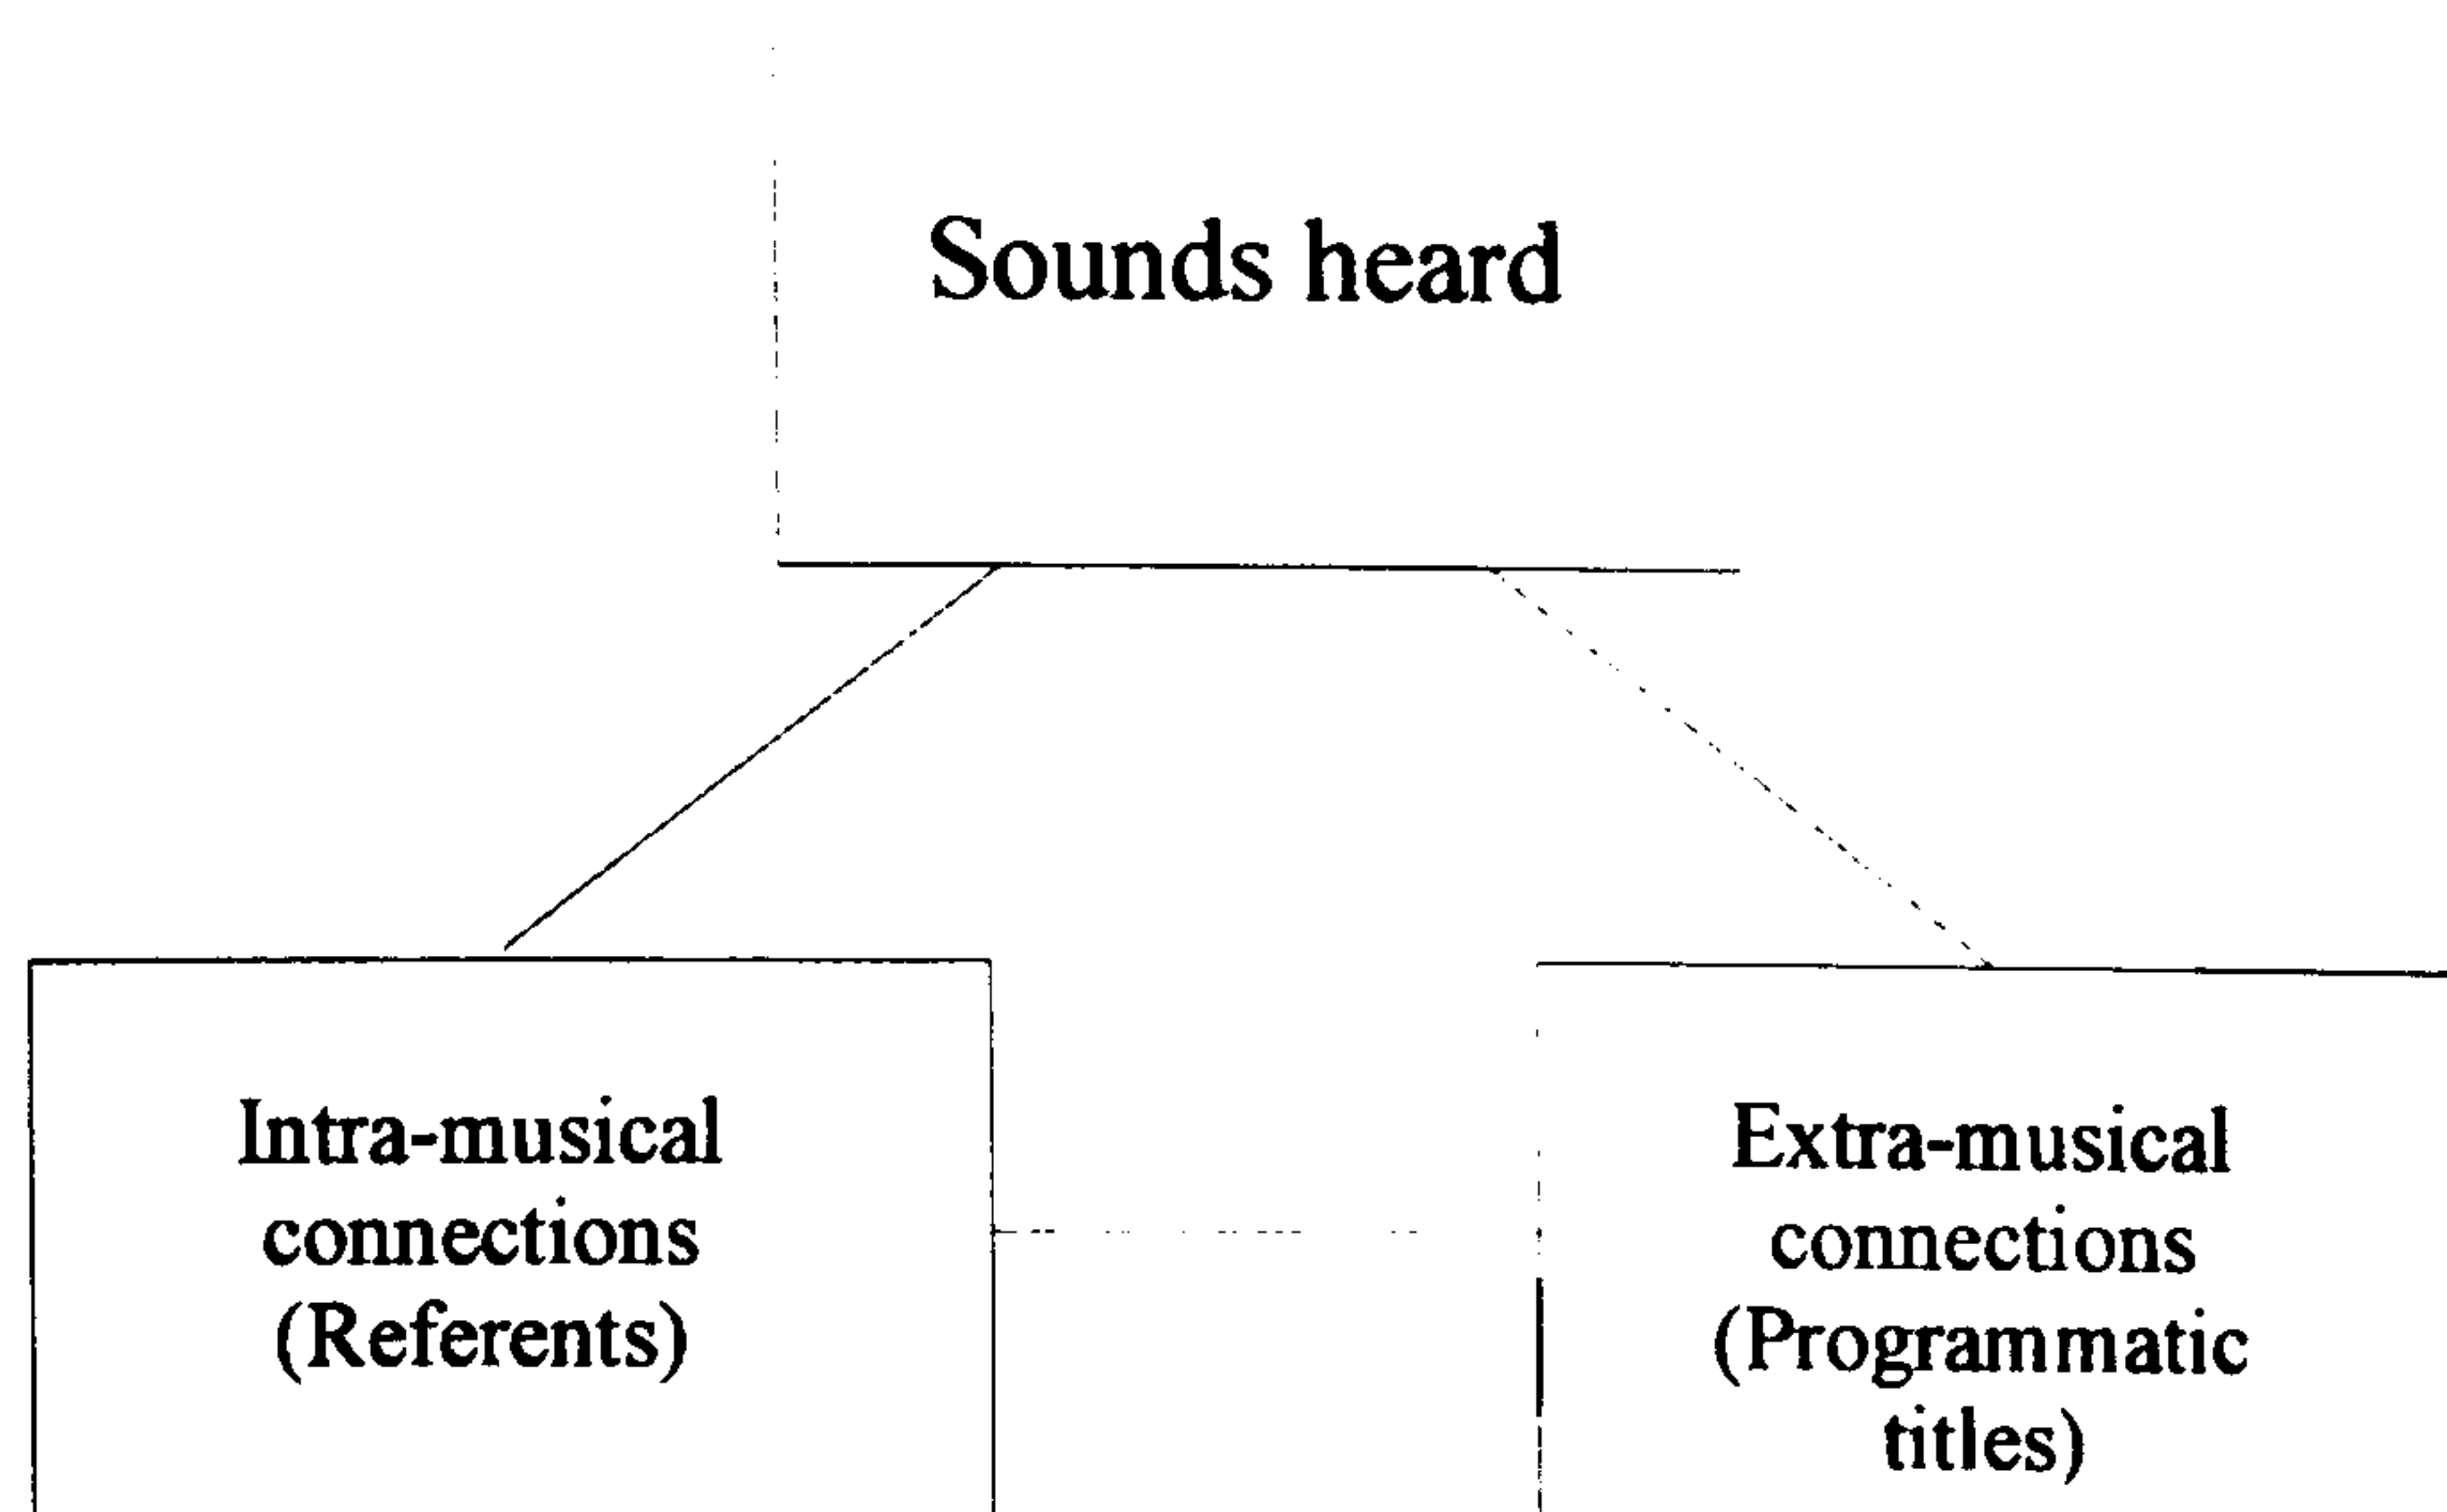 Sounds heard
Intra-musical
connections
(Referents)
Extra-musical
connections
(Programmatic
titles)